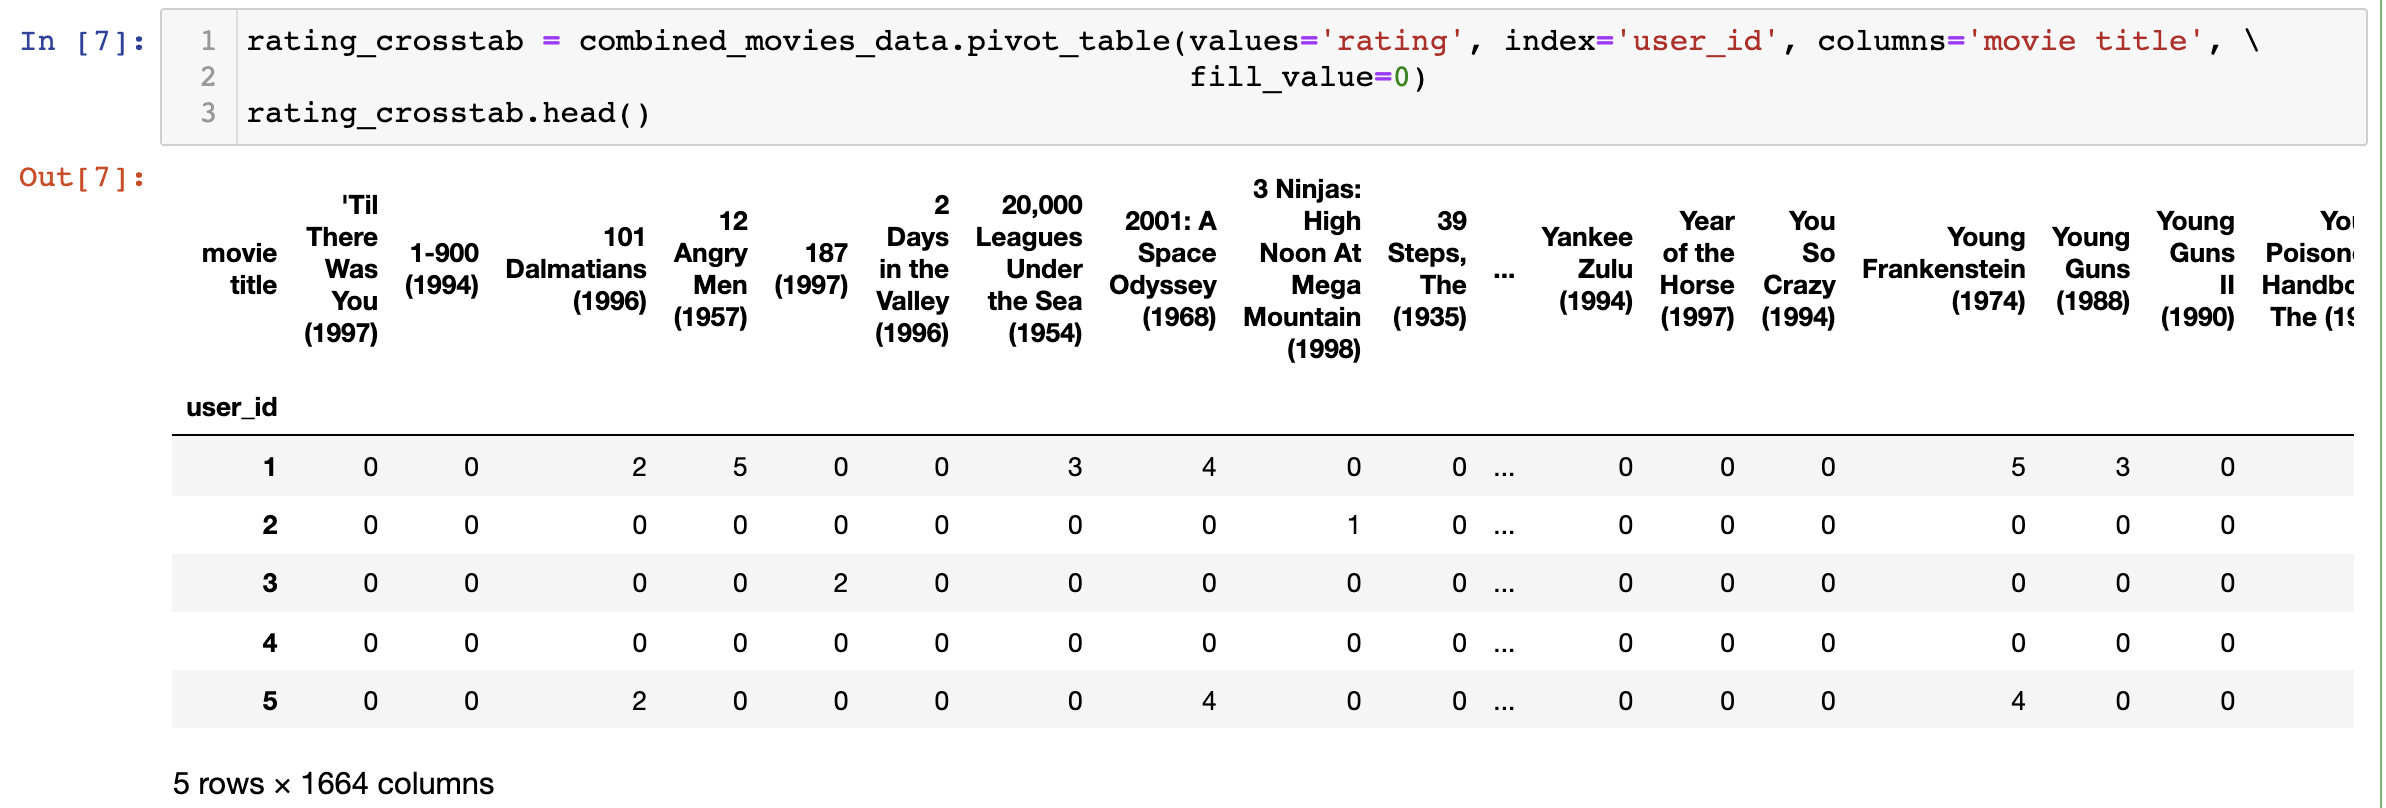 In [7]:
1 rating_crosstab = combined_movies_data.pivot_table(values='rating', index='user_id', columns='movie title', \
2 fill_value=0)
3 rating_crosstab.head()
Out[7]:
movie title 'Til There Was You (1997) 1-900 (1994) 101 Dalmatians (1996) 12 Angry Men (1957) 187 (1997) 2 Days in the Valley (1996) 20,000 Leagues Under the Sea (1954) 2001: A Space Odyssey (1968) 3 Ninjas: High Noon At Mega Mountain (1998) 39 Steps, The (1935) ... Yankee Zulu (1994) Year of the Horse (1997) You So Crazy (1994) Young Frankenstein (1974) Young Guns (1988) Young Guns II (1990) The
user_id
1 0 0 2 5 0 0 3 4 0 0 ... 0 0 0 5 3 0
2 0 0 0 0 0 0 0 0 1 0 ... 0 0 0 0 0 0
3 0 0 0 0 2 0 0 0 0 0 ... 0 0 0 0 0 0
4 0 0 0 0 0 0 0 0 0 0 ... 0 0 0 0 0 0
5 0 0 2 0 0 0 0 4 0 0 ... 0 0 0 4 0 0
5 rows × 1664 columns